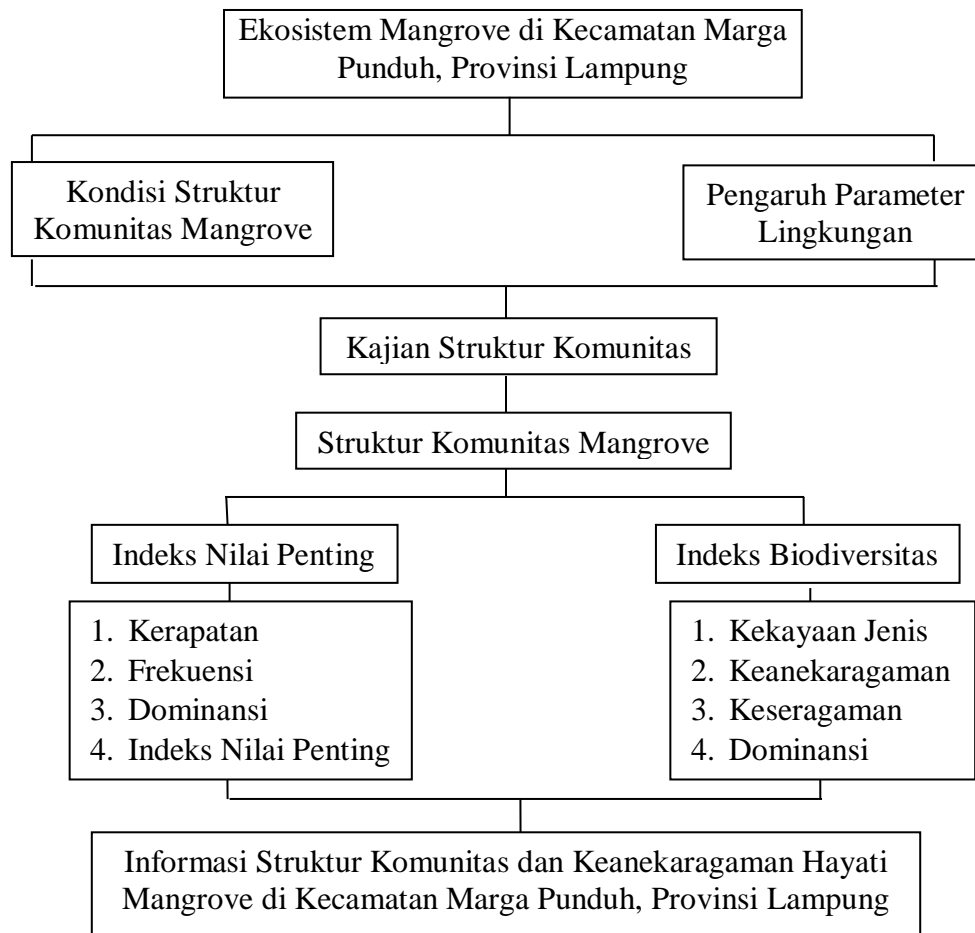 Ekosistem Mangrove di Kecamatan Marga
Punduh, Provinsi Lampung
Kondisi Struktur
Komunitas Mangrove
Pengaruh Parameter
Lingkungan
Kajian Struktur Komunitas
Struktur Komunitas Mangrove
Indeks Nilai Penting
Indeks Biodiversitas
1. Kerapatan
2. Frekuensi
3. Dominansi
4. Indeks Nilai Penting
1. Kekayaan Jenis
2. Keanekaragaman
3. Keseragaman
4. Dominansi
Informasi Struktur Komunitas dan Keanekaragaman Hayati
Mangrove di Kecamatan Marga Punduh, Provinsi Lampung